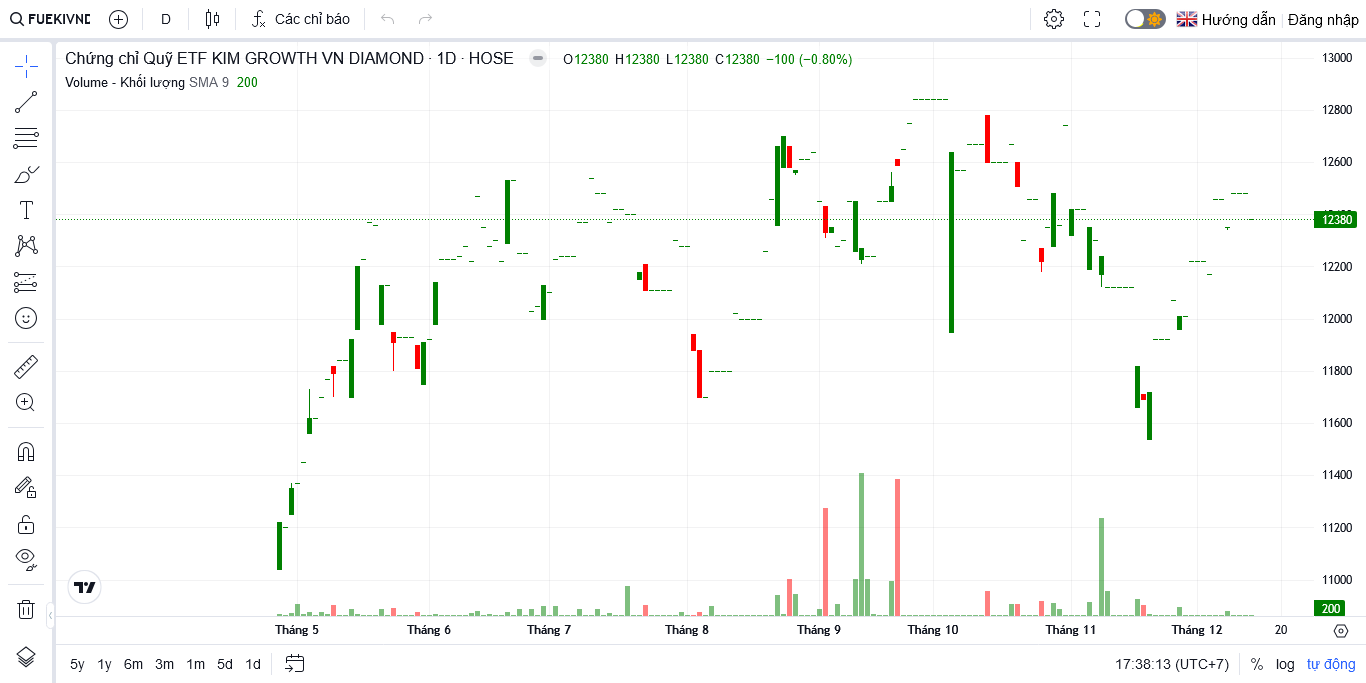 FUEKIVND D Các chỉ báo Hướng dẫn Đăng nhập
Chứng chỉ Quỹ ETF KIM GROWTH VN DIAMOND · 1D · HOSE O12380 H12380 L12380 C12380 −100 (−0.80%)
Volume - Khối lượng SMA 9 200
13000
12800
12600
12380
12200
12000
11800
11600
11400
11200
11000
200
Tháng 5 Tháng 6 Tháng 7 Tháng 8 Tháng 9 Tháng 10 Tháng 11 Tháng 12 20
5y 1y 6m 3m 1m 5d 1d 17:38:13 (UTC+7) % log tự động